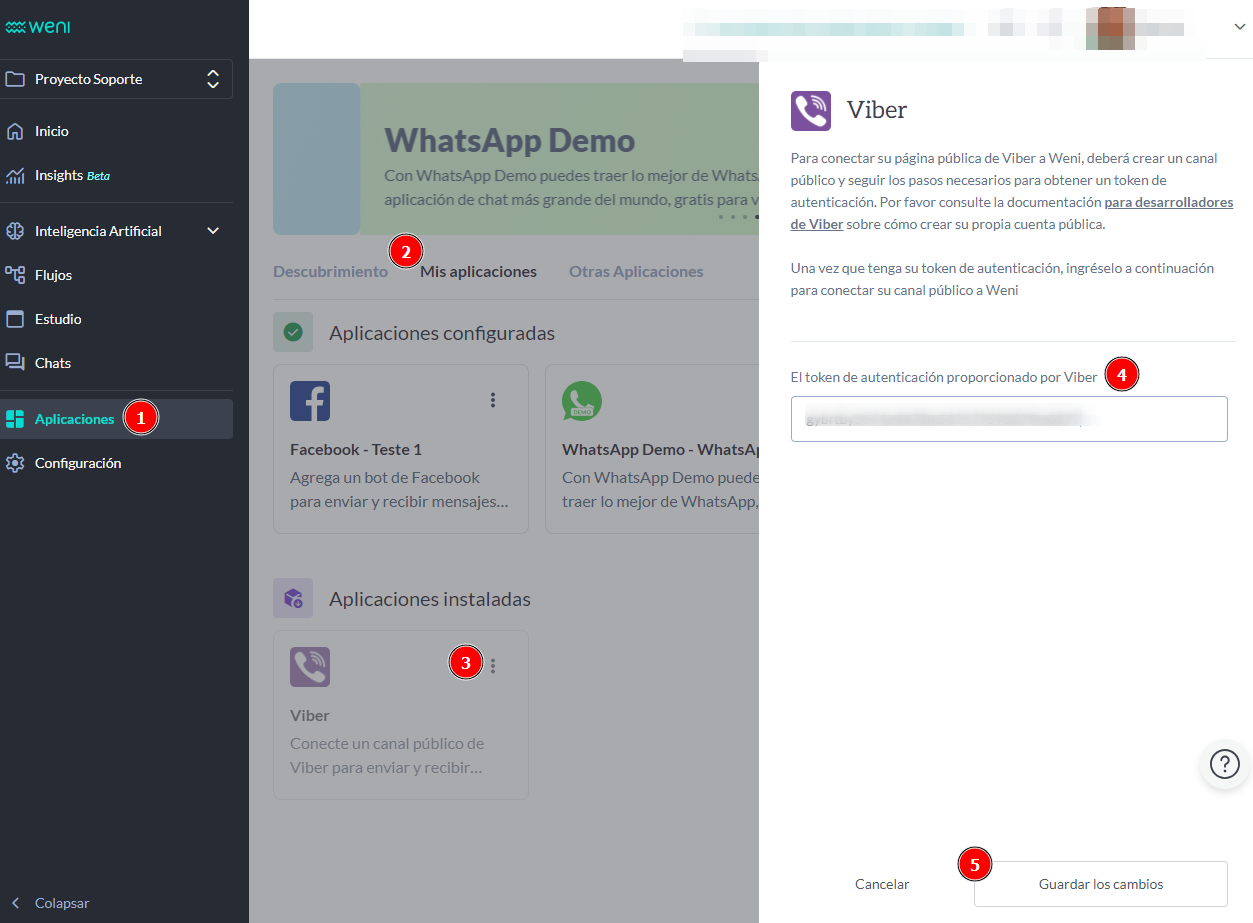 weni
Proyecto Soporte
Inicio
Insights Beta
Inteligencia Artificial
Flujos
Estudio
Chats
Aplicaciones
1
Configuración
Colapsar
WhatsApp Demo
Con WhatsApp Demo puedes traer lo mejor de Whats
aplicación de chat más grande del mundo, gratis para v
2
Descubrimiento
Mis aplicaciones
Otras Aplicaciones
Aplicaciones configuradas
Facebook - Teste 1
Agrega un bot de Facebook
para enviar y recibir mensajes...
DEMO
WhatsApp Demo - WhatsAp
Con WhatsApp Demo puede
traer lo mejor de WhatsApp,
Aplicaciones instaladas
3
Viber
Conecte un canal público de
Viber para enviar y recibir...
Viber
Para conectar su página pública de Viber a Weni, deberá crear un canal
público y seguir los pasos necesarios para obtener un token de
autenticación. Por favor consulte la documentación para desarrolladores
de Viber sobre cómo crear su propia cuenta pública.
Una vez que tenga su token de autenticación, ingréselo a continuación
para conectar su canal público a Weni
El token de autenticación proporcionado por Viber
4
?
5
Cancelar
Guardar los cambios